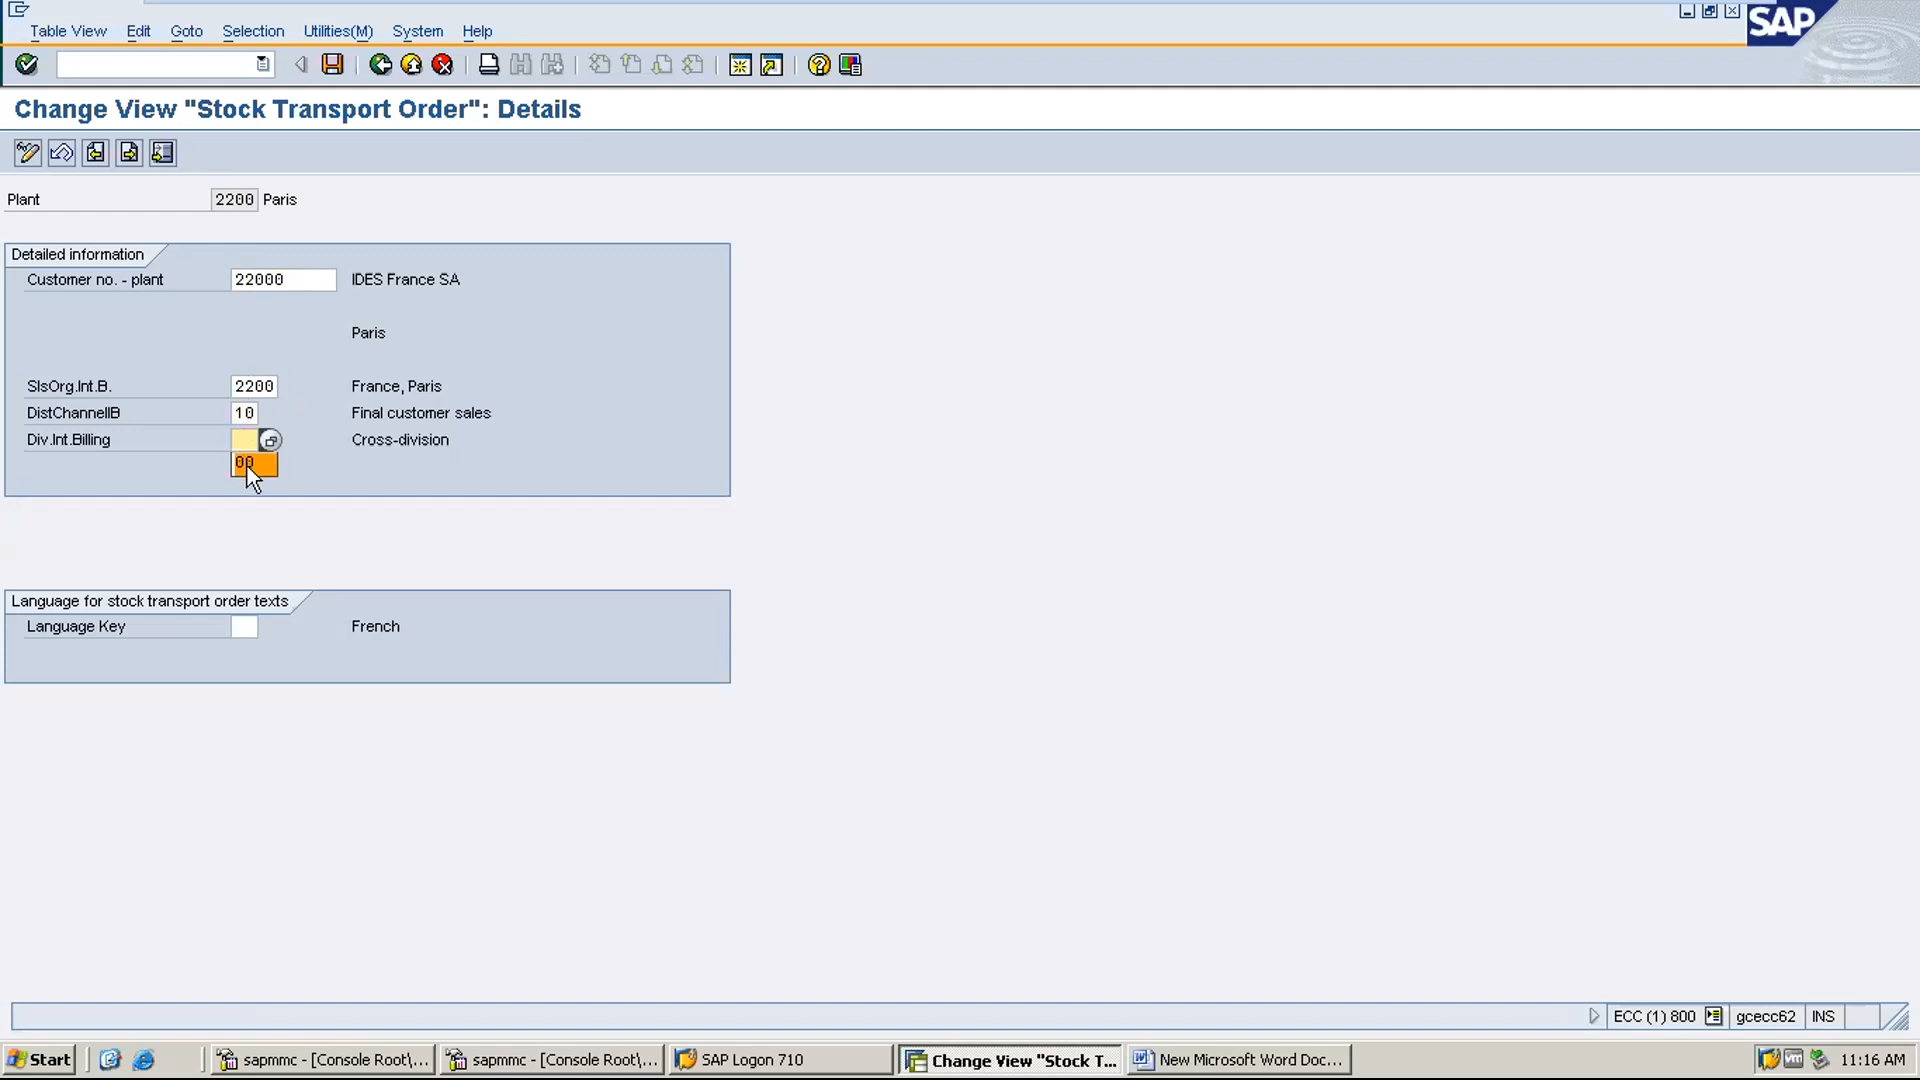 Table View Edit Goto Selection Utilities(M) System Help
SAP
Change View "Stock Transport Order": Details
Plant 2200 Paris
Detailed information
Customer no. - plant 22000 IDES France SA
Paris
SlsOrg.Int.B. 2200 France, Paris
DistChannelIB 10 Final customer sales
Div.Int.Billing Cross-division
00
Language for stock transport order texts
Language Key French
ECC (1) 800 gcecc62 INS
Start sapmmc - [Console Root\... sapmmc - [Console Root\... SAP Logon 710 Change View "Stock T... New Microsoft Word Doc... 11:16 AM